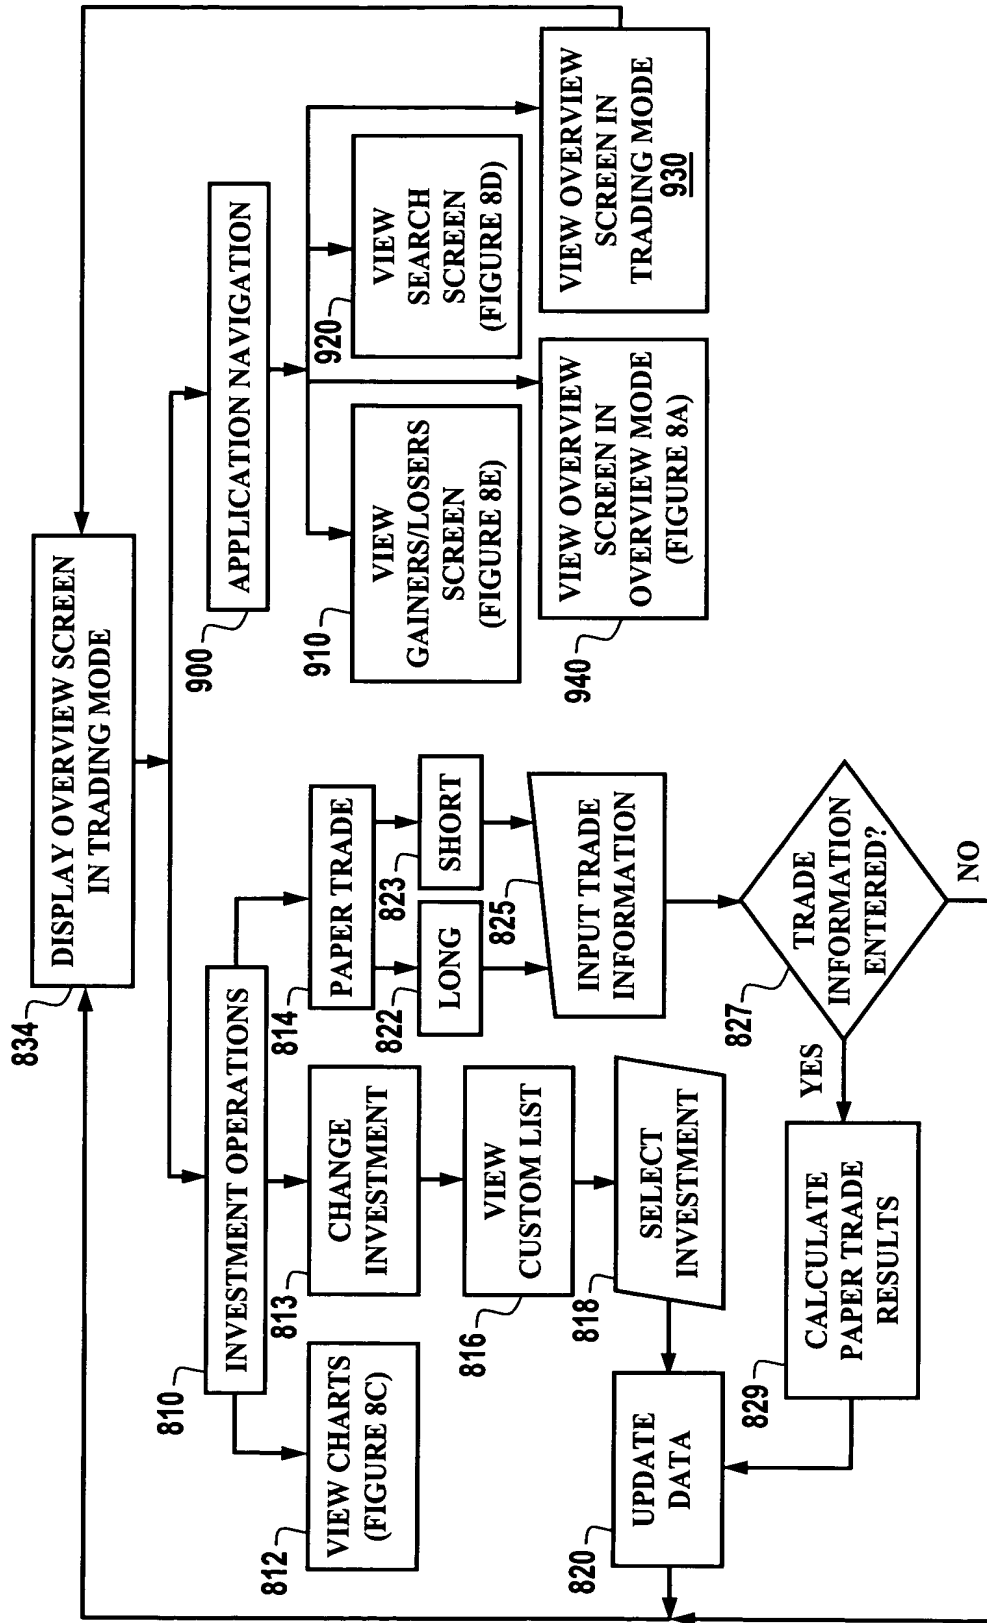 834
DISPLAY OVERVIEW SCREEN
IN TRADING MODE
810
INVESTMENT OPERATIONS
900
APPLICATION NAVIGATION
812
VIEW CHARTS
(FIGURE 8C)
813
CHANGE
INVESTMENT
814
PAPER TRADE
910
VIEW
GAINERS/LOSERS
SCREEN
(FIGURE 8E)
920
VIEW
SEARCH
SCREEN
(FIGURE 8D)
822
LONG
823
SHORT
816
VIEW
CUSTOM LIST
825
INPUT TRADE
INFORMATION
940
VIEW OVERVIEW
SCREEN IN
OVERVIEW MODE
(FIGURE 8A)
VIEW OVERVIEW
SCREEN IN
TRADING MODE
930
820
UPDATE
DATA
818
SELECT
INVESTMENT
827
TRADE
INFORMATION
ENTERED?
YES
NO
829
CALCULATE
PAPER TRADE
RESULTS